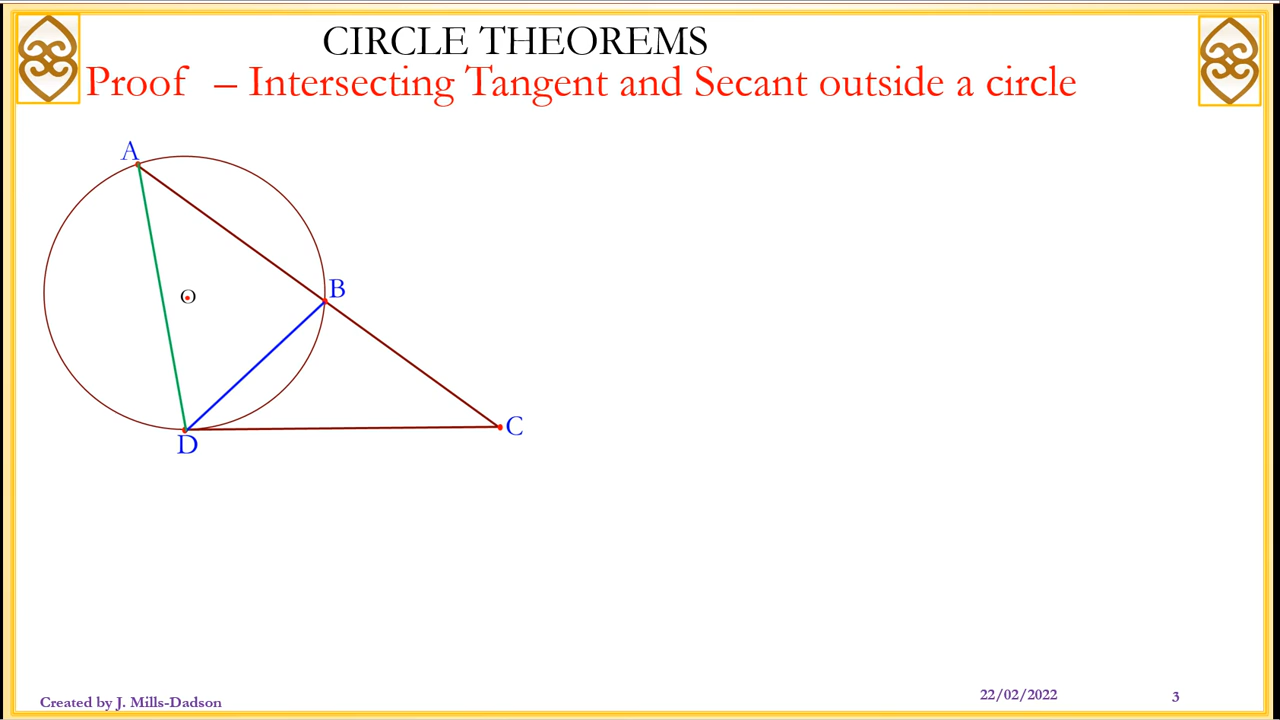 CIRCLE THEOREMS
Proof – Intersecting Tangent and Secant outside a circle
A
B
O
C
D
Created by J. Mills-Dadson
22/02/2022
3